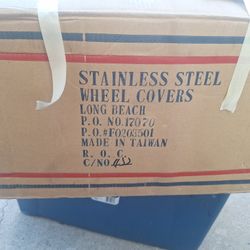 STAINLESS STEEL
WHEEL COVERS
LONG BEACH
P. O. NO. 17070
P. O. #F0203501
MADE IN TAIWAN
R. O. C.
C/NO.